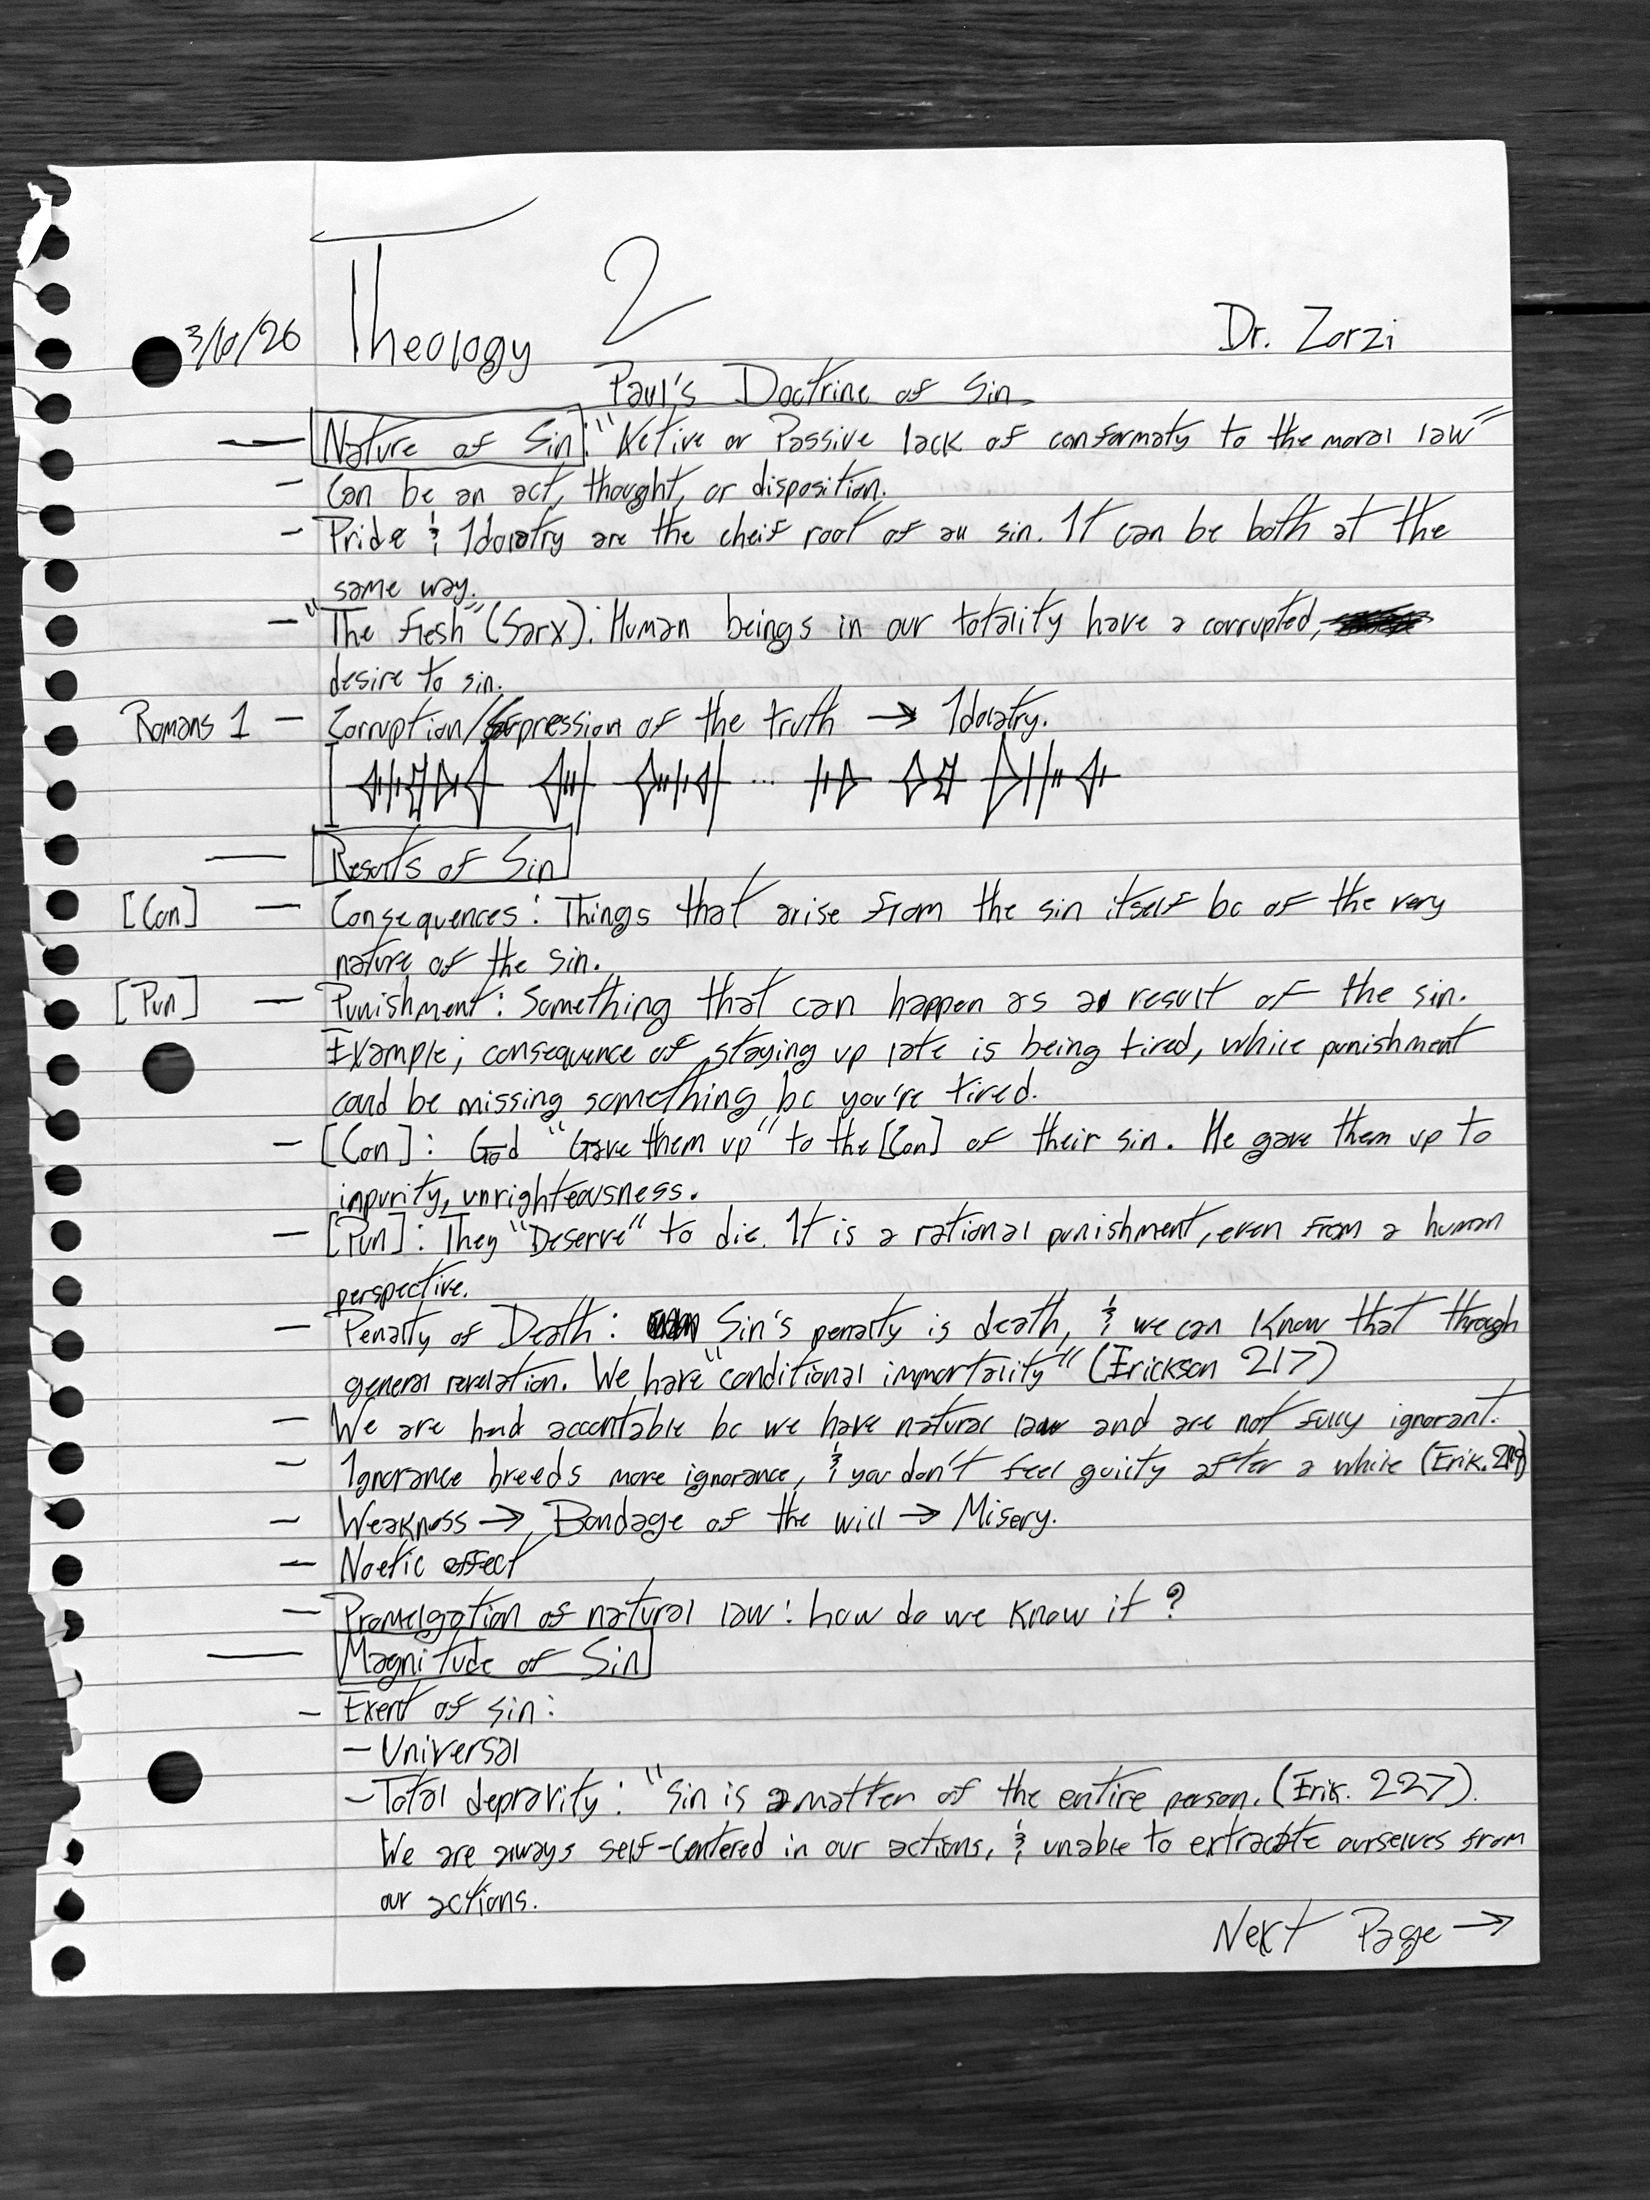 Theology 2
3/10/26
Dr. Zorzi
Paul's Doctrine of Sin
— Nature of Sin: "Active or Passive lack of conformaty to the moral law"
- Can be an act, thought, or disposition.
- Pride & Idolatry are the cheif root of all sin. It can be both at the
same way.
- "The flesh" (Sarx): Human beings in our totality have a corrupted,
desire to sin.
Romans 1 - Corruption/Supression of the truth → Idolatry.
— Results of Sin
[Con] — Consequences: Things that arise from the sin itself bc of the very
nature of the sin.
[Pun] — Punishment: Something that can happen as a result of the sin.
Example; consequence of staying up late is being tired, while punishment
could be missing something bc you're tired.
- [Con]: God "Gave them up" to the [Con] of their sin. He gave them up to
inpurity, unrighteousness.
- [Pun]: They "Deserve" to die. It is a rational punishment, even from a human
perspective.
- Penalty of Death: Sin's penalty is death, & we can know that through
general revelation. We have "conditional immortality" (Erickson 217)
- We are held accontable bc we have natural law and are not fully ignorant.
- Ignorance breeds more ignorance, & you don't feel guilty after a while (Erik.
- Weakness → Bondage of the will → Misery.
- Noetic effect
- Promulgation of natural law: how do we know it?
— Magnitude of Sin
- Exent of sin:
- Universal
- Total depravity: "Sin is a matter of the entire person. (Erik. 227).
We are always self-centered in our actions, & unable to extracte ourselves from
our actions.
Next Page →